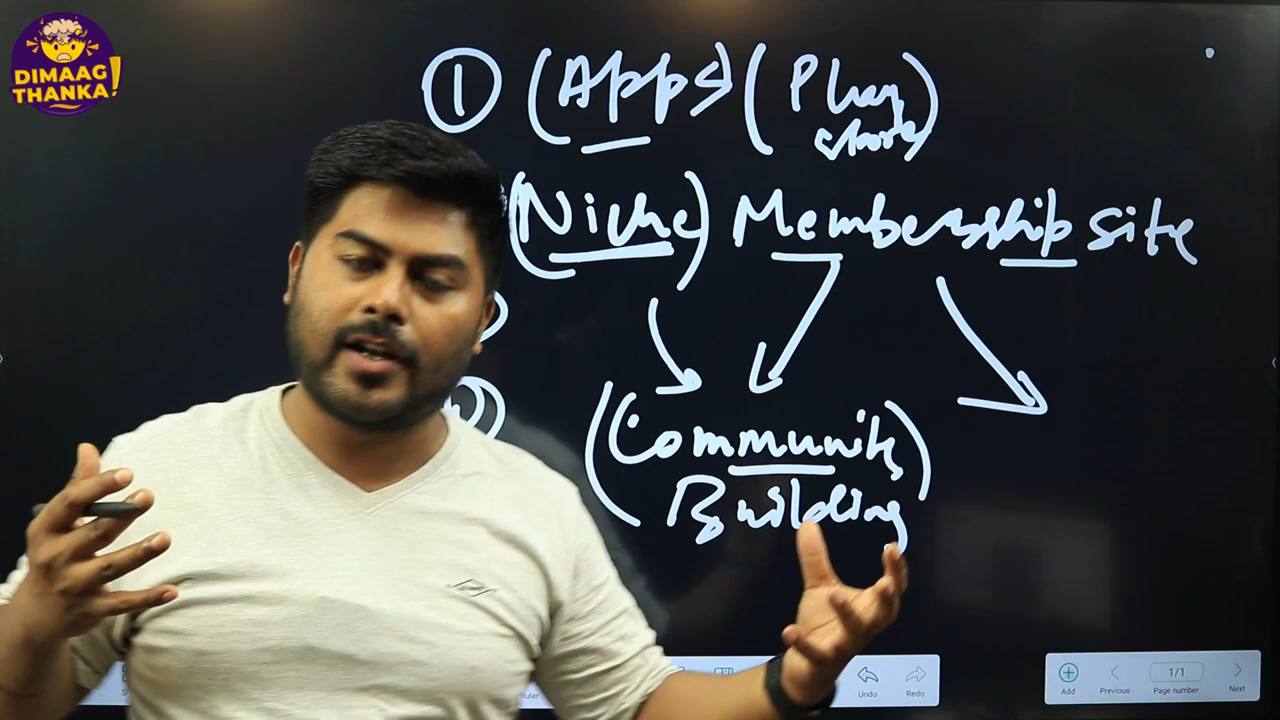 DIMAAG
THANKA!
① (Apps) (Play
store)
(Niche) Membership site
(Community
Building
Undo
Redo
Add
Previous
1/1
Page number
Next